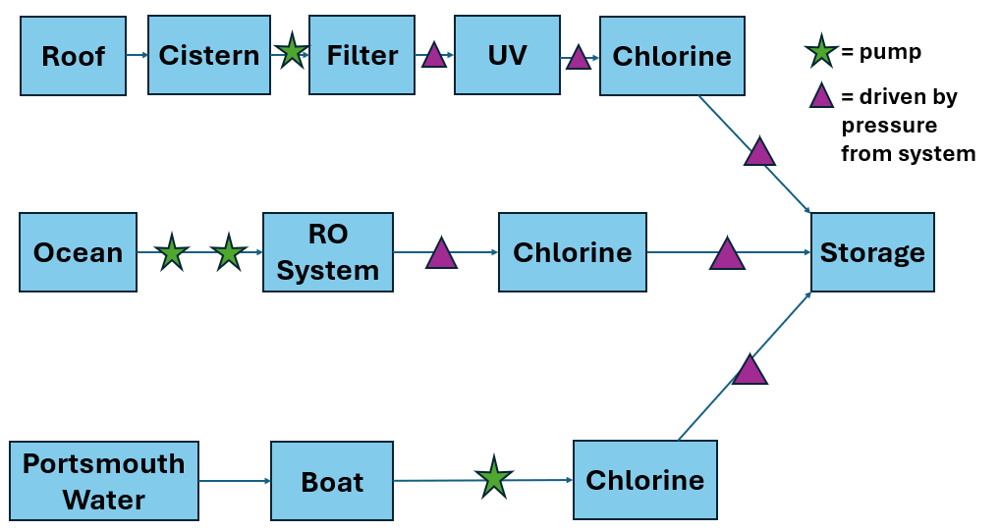 Roof
Cistern
Filter
UV
Chlorine
= pump
= driven by
pressure
from system
Ocean
RO
System
Chlorine
Storage
Portsmouth
Water
Boat
Chlorine